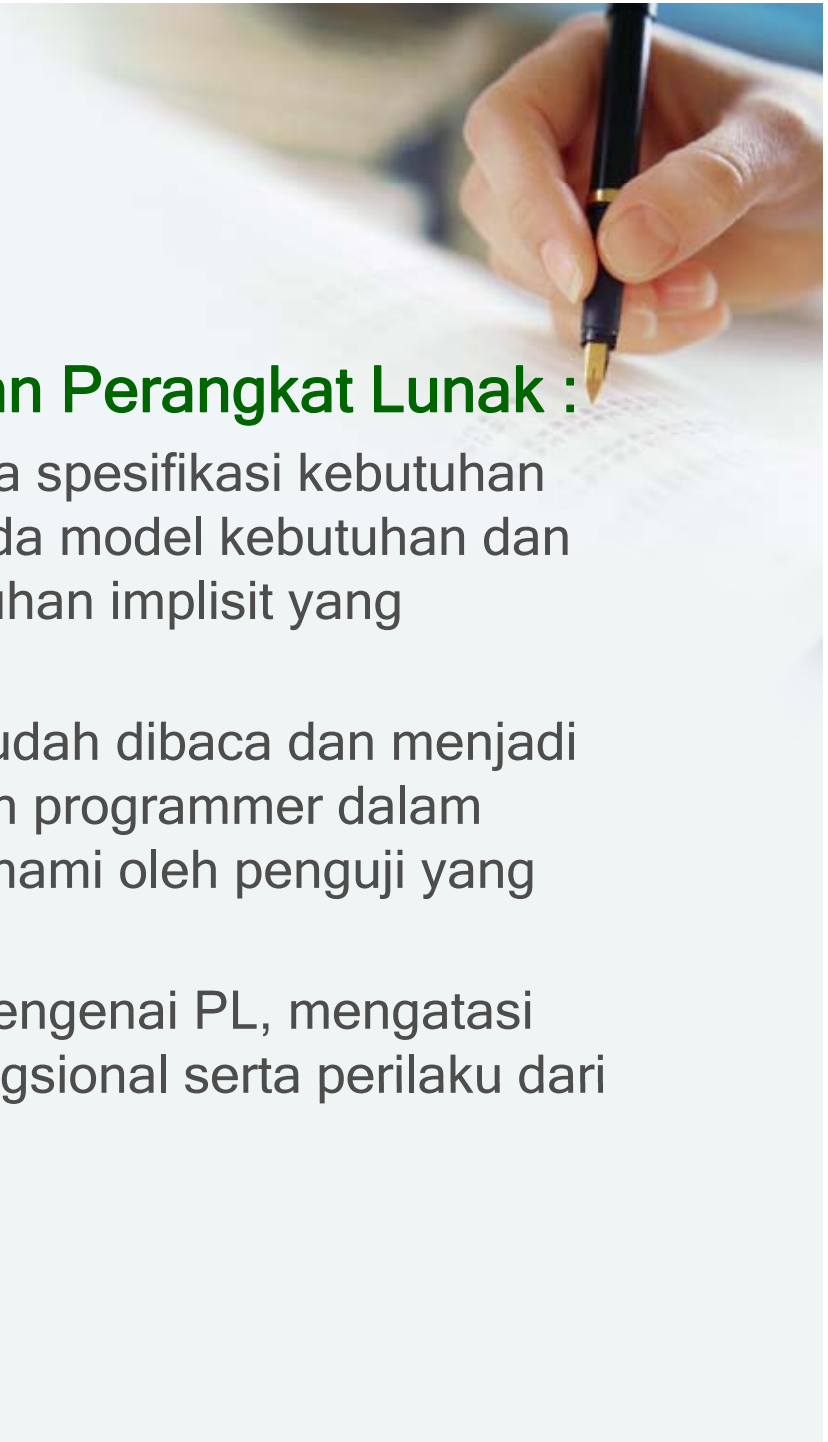 an Perangkat Lunak :
a spesifikasi kebutuhan
da model kebutuhan dan
uhan implisit yang
udah dibaca dan menjadi
n programmer dalam
hami oleh penguji yang
engenai PL, mengatasi
gsional serta perilaku dari